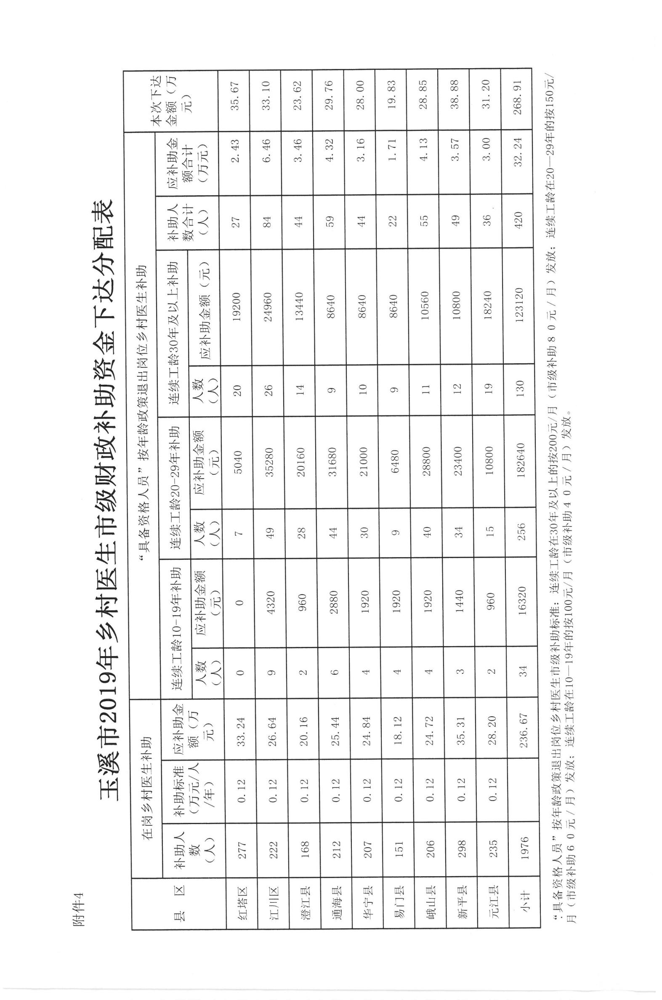 附件4
玉溪市2019年乡村医生市级财政补助资金下达分配表
县 区 在岗乡村医生补助 “具备资格人员”按年龄政策退出岗位乡村医生补助 本次下达金额（万元）
补助人数（人） 补助标准（万元/人/年） 应补助金额（万元） 连续工龄10-19年补助 连续工龄20-29年补助 连续工龄30年及以上补助 补助人数合计（人） 应补助金额合计（万元）
人数（人） 应补助金额（元） 人数（人） 应补助金额（元） 人数（人） 应补助金额（元）
红塔区 277 0.12 33.24 0 0 7 5040 20 19200 27 2.43 35.67
江川区 222 0.12 26.64 9 4320 49 35280 26 24960 84 6.46 33.10
澄江县 168 0.12 20.16 2 960 28 20160 14 13440 44 3.46 23.62
通海县 212 0.12 25.44 6 2880 44 31680 9 8640 59 4.32 29.76
华宁县 207 0.12 24.84 4 1920 30 21000 10 8640 44 3.16 28.00
易门县 151 0.12 18.12 4 1920 9 6480 9 8640 22 1.71 19.83
峨山县 206 0.12 24.72 4 1920 40 28800 11 10560 55 4.13 28.85
新平县 298 0.12 35.31 3 1440 34 23400 12 10800 49 3.57 38.88
元江县 235 0.12 28.20 2 960 15 10800 19 18240 36 3.00 31.20
小计 1976 236.67 34 16320 256 182640 130 123120 420 32.24 268.91
“具备资格人员”按年龄政策退出岗位乡村医生市级补助标准：连续工龄在30年及以上的按200元/月（市级补助80元/月）发放；连续工龄在20—29年的按150元/
月（市级补助60元/月）发放；连续工龄在10—19年的按100元/月（市级补助40元/月）发放。